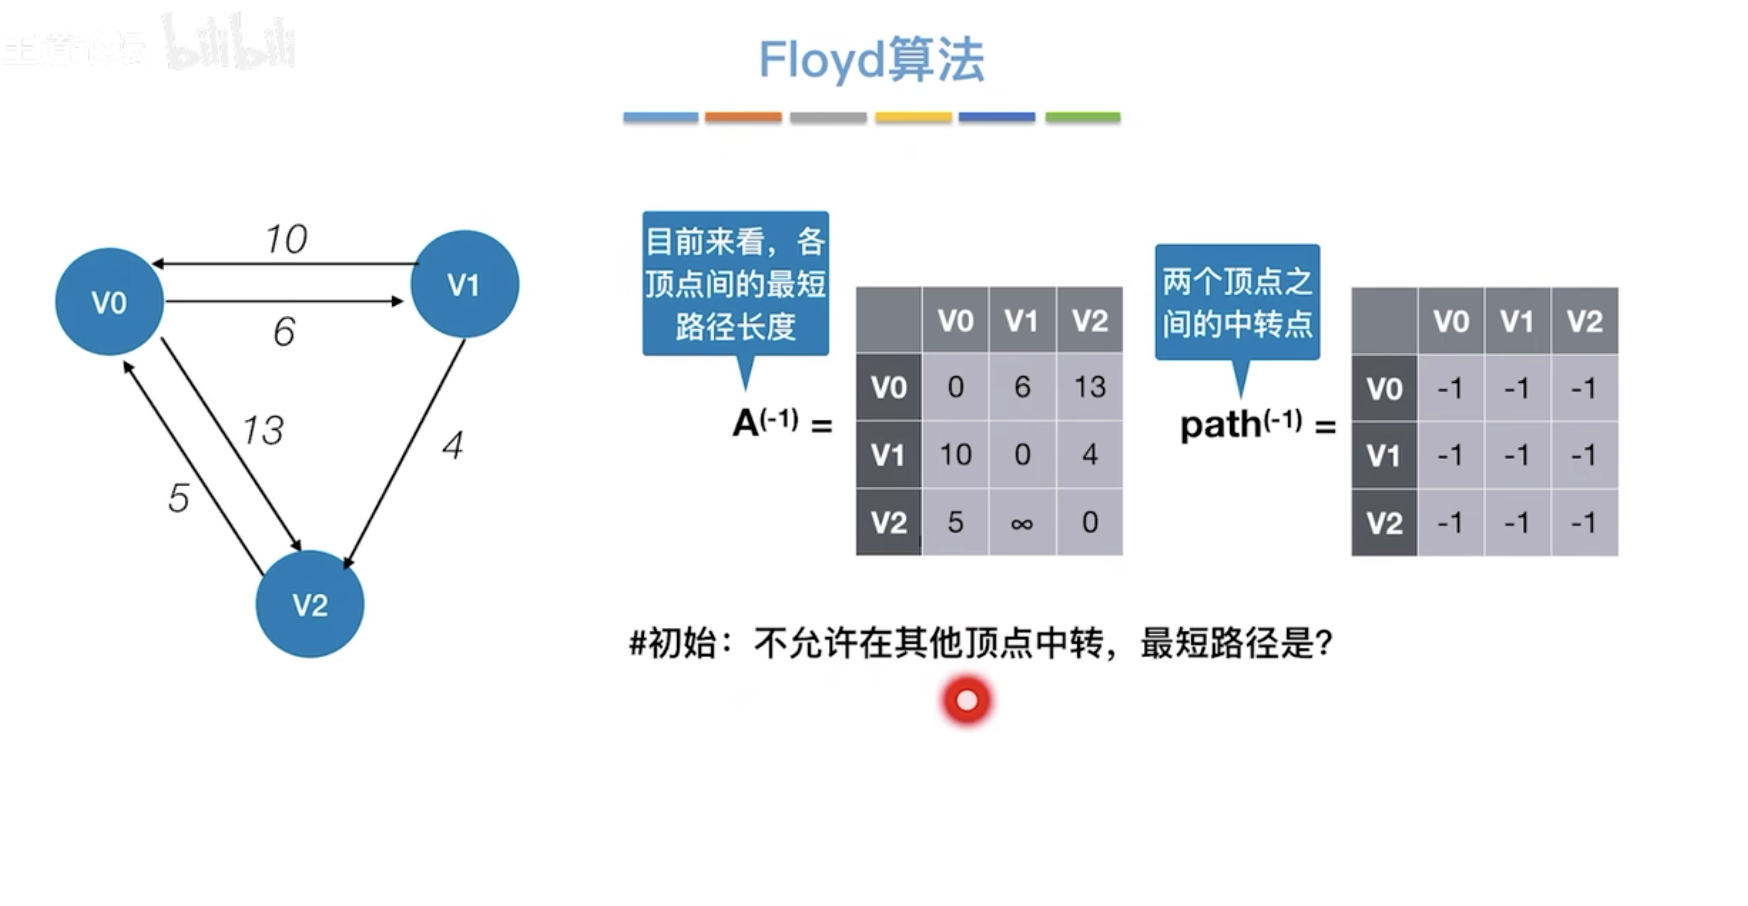 王道论坛 bilibili
Floyd算法
10
V0
V1
6
13
4
5
V2
目前来看，各
顶点间的最短
路径长度
A(-1) =
V0 V1 V2
V0 0 6 13
V1 10 0 4
V2 5 ∞ 0
两个顶点之
间的中转点
path(-1) =
V0 V1 V2
V0 -1 -1 -1
V1 -1 -1 -1
V2 -1 -1 -1
#初始：不允许在其他顶点中转，最短路径是？